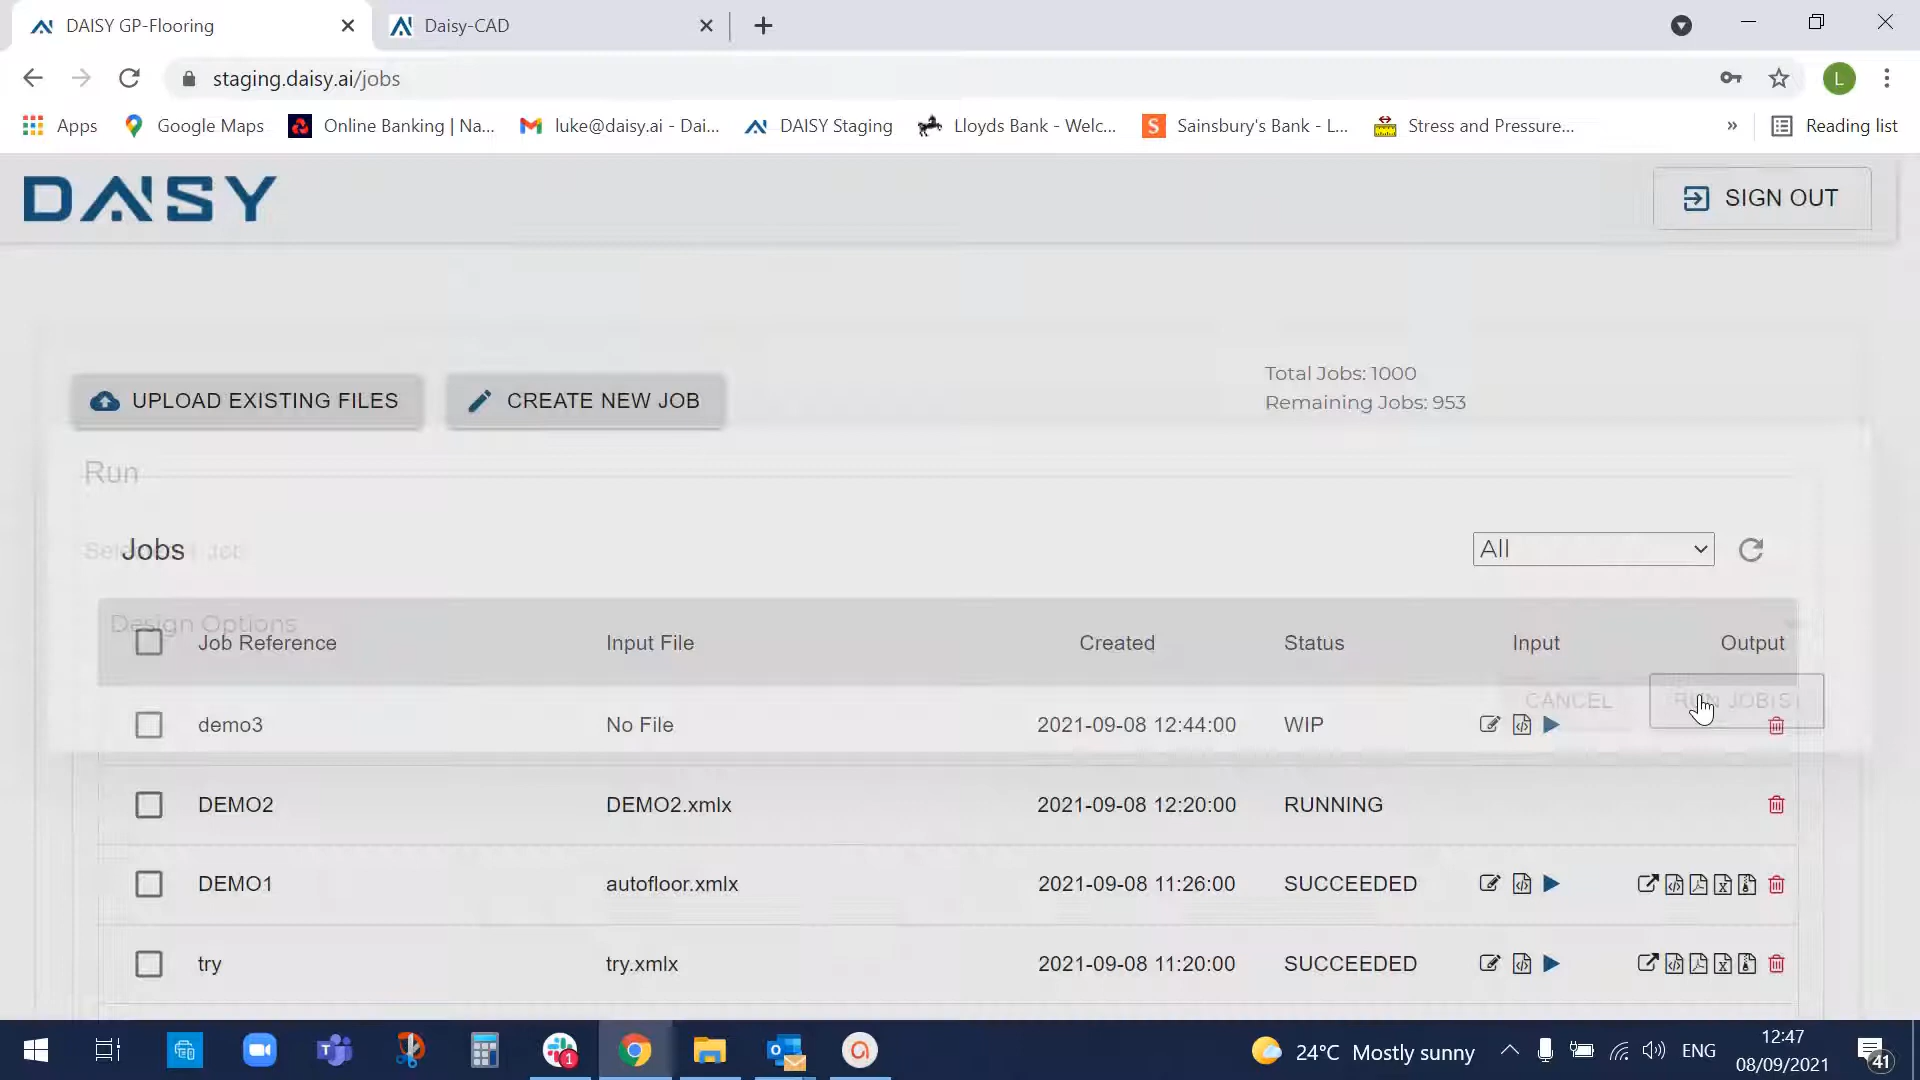 DAISY GP-Flooring
Daisy-CAD
staging.daisy.ai/jobs
L
Apps
Google Maps
Online Banking | Na...
luke@daisy.ai - Dai...
DAISY Staging
Lloyds Bank - Welc...
S
Sainsbury's Bank - L...
Stress and Pressure...
»
Reading list
DAISY
SIGN OUT
UPLOAD EXISTING FILES
CREATE NEW JOB
Total Jobs: 1000
Remaining Jobs: 953
Run
Jobs
All
Design Options
Job Reference Input File Created Status Input Output
CANCEL RUN JOB(S)
demo3 No File 2021-09-08 12:44:00 WIP
DEMO2 DEMO2.xmlx 2021-09-08 12:20:00 RUNNING
DEMO1 autofloor.xmlx 2021-09-08 11:26:00 SUCCEEDED
try try.xmlx 2021-09-08 11:20:00 SUCCEEDED
1
24°C Mostly sunny
ENG
12:47
08/09/2021
41